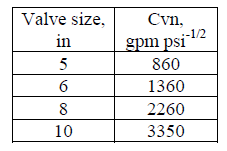 Valve size, in | Cvn, gpm psi^-1/2
5 | 860
6 | 1360
8 | 2260
10 | 3350